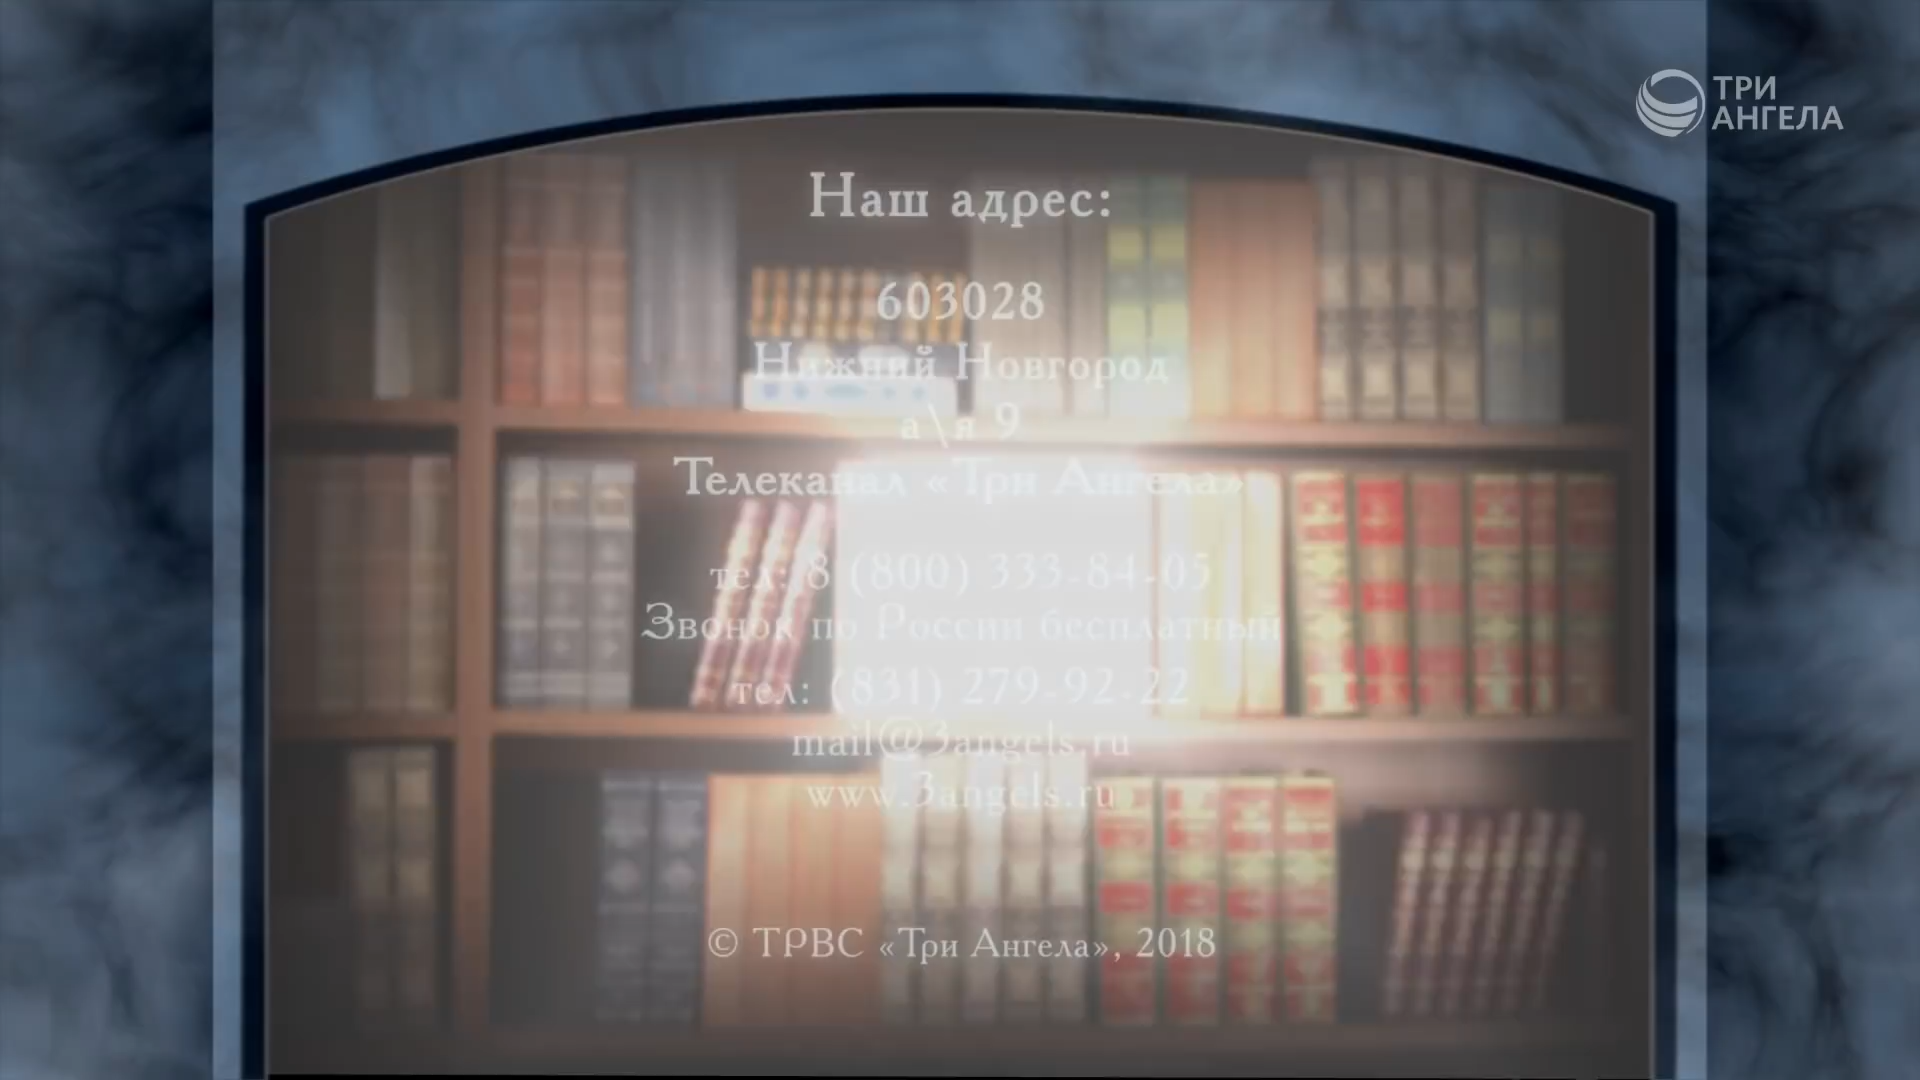 ТРИ
АНГЕЛА
Наш адрес:
603028
Нижний Новгород
а\я 9
Телеканал «Три Ангела»
тел: 8 (800) 333-84-05
Звонок по России бесплатный
тел: (831) 279-92-22
mail@3angels.ru
www.3angels.ru
© ТРВС «Три Ангела», 2018